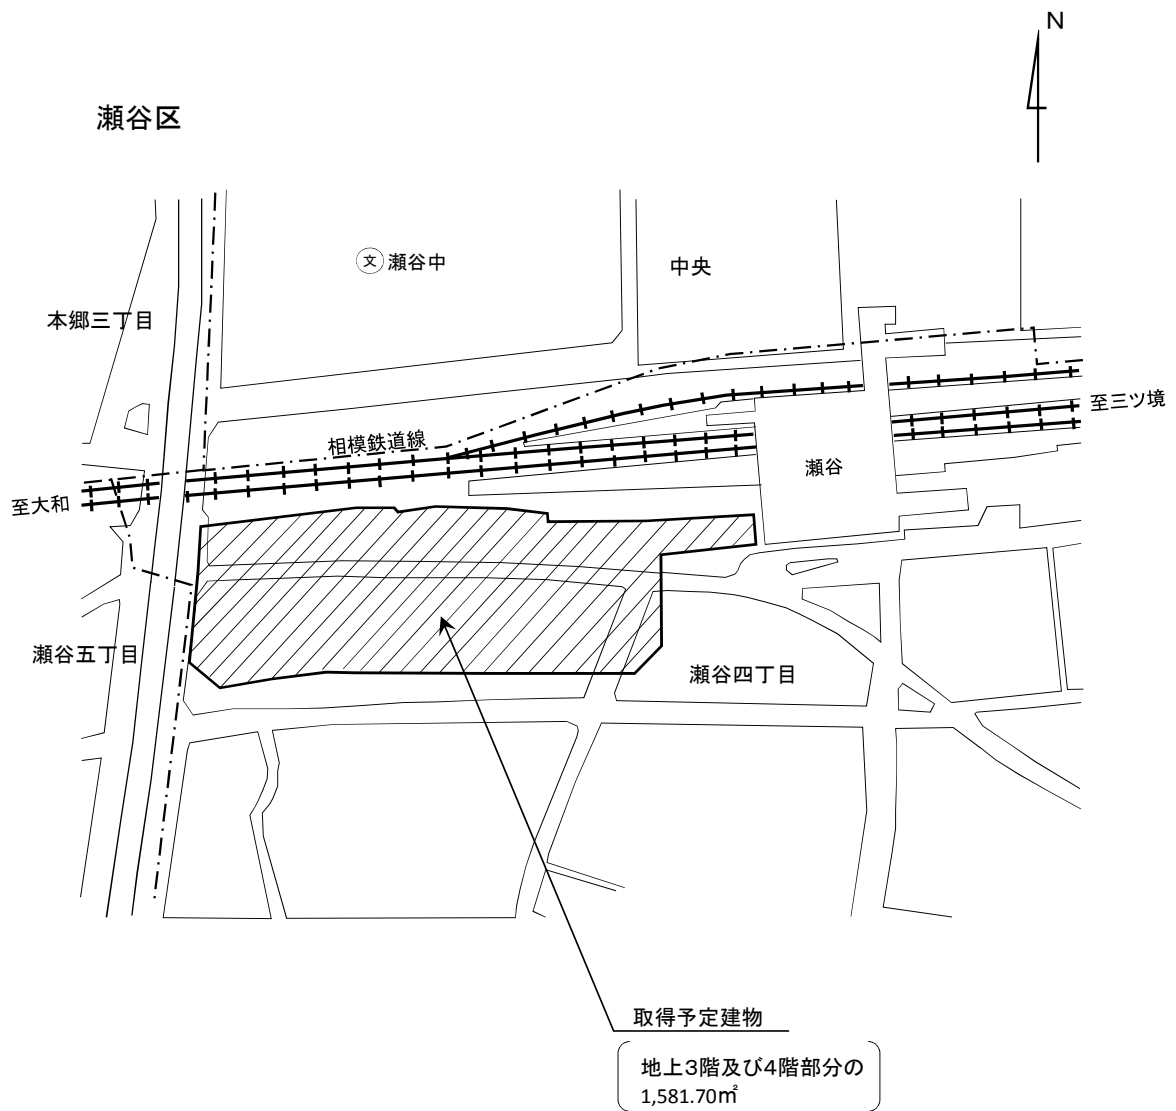 N
瀬谷区
文 瀬谷中
中央
本郷三丁目
至三ツ境
相模鉄道線
瀬谷
至大和
瀬谷五丁目
瀬谷四丁目
取得予定建物
地上3階及び4階部分の
1,581.70㎡